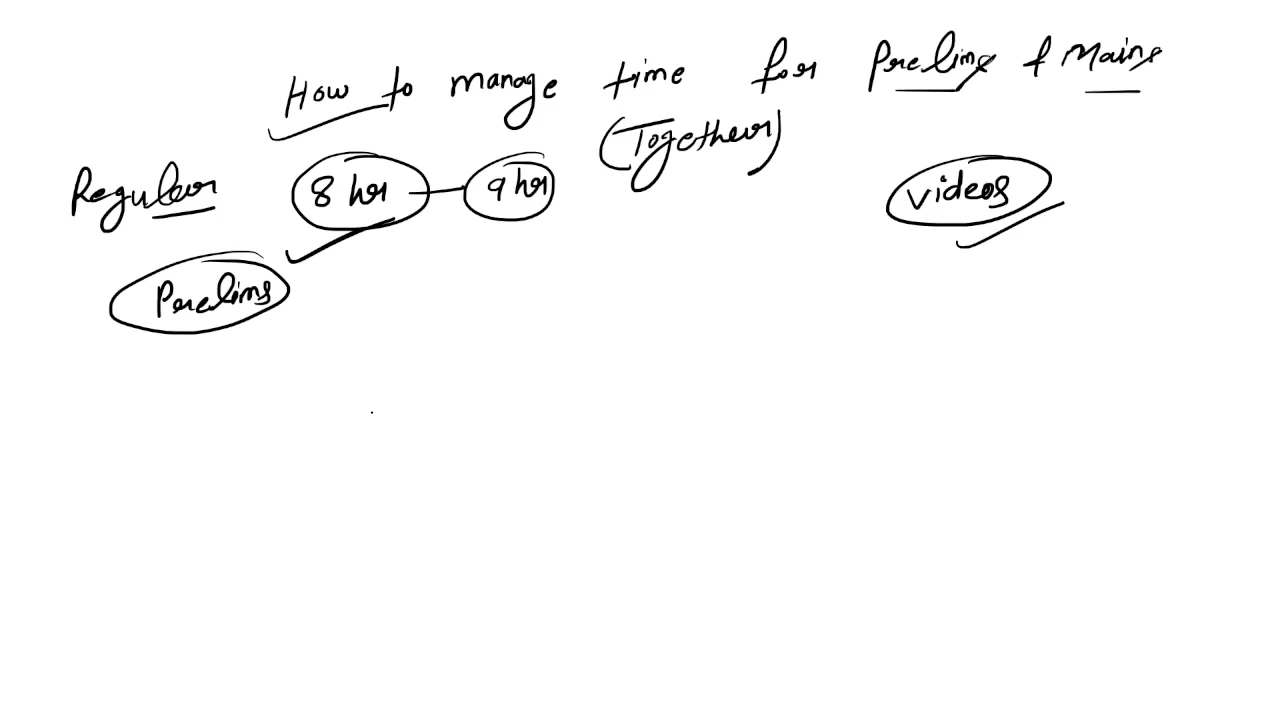 How to manage time for Prelims & Mains
(Together)
Regular 8 hr — 9 hr videos
Prelims